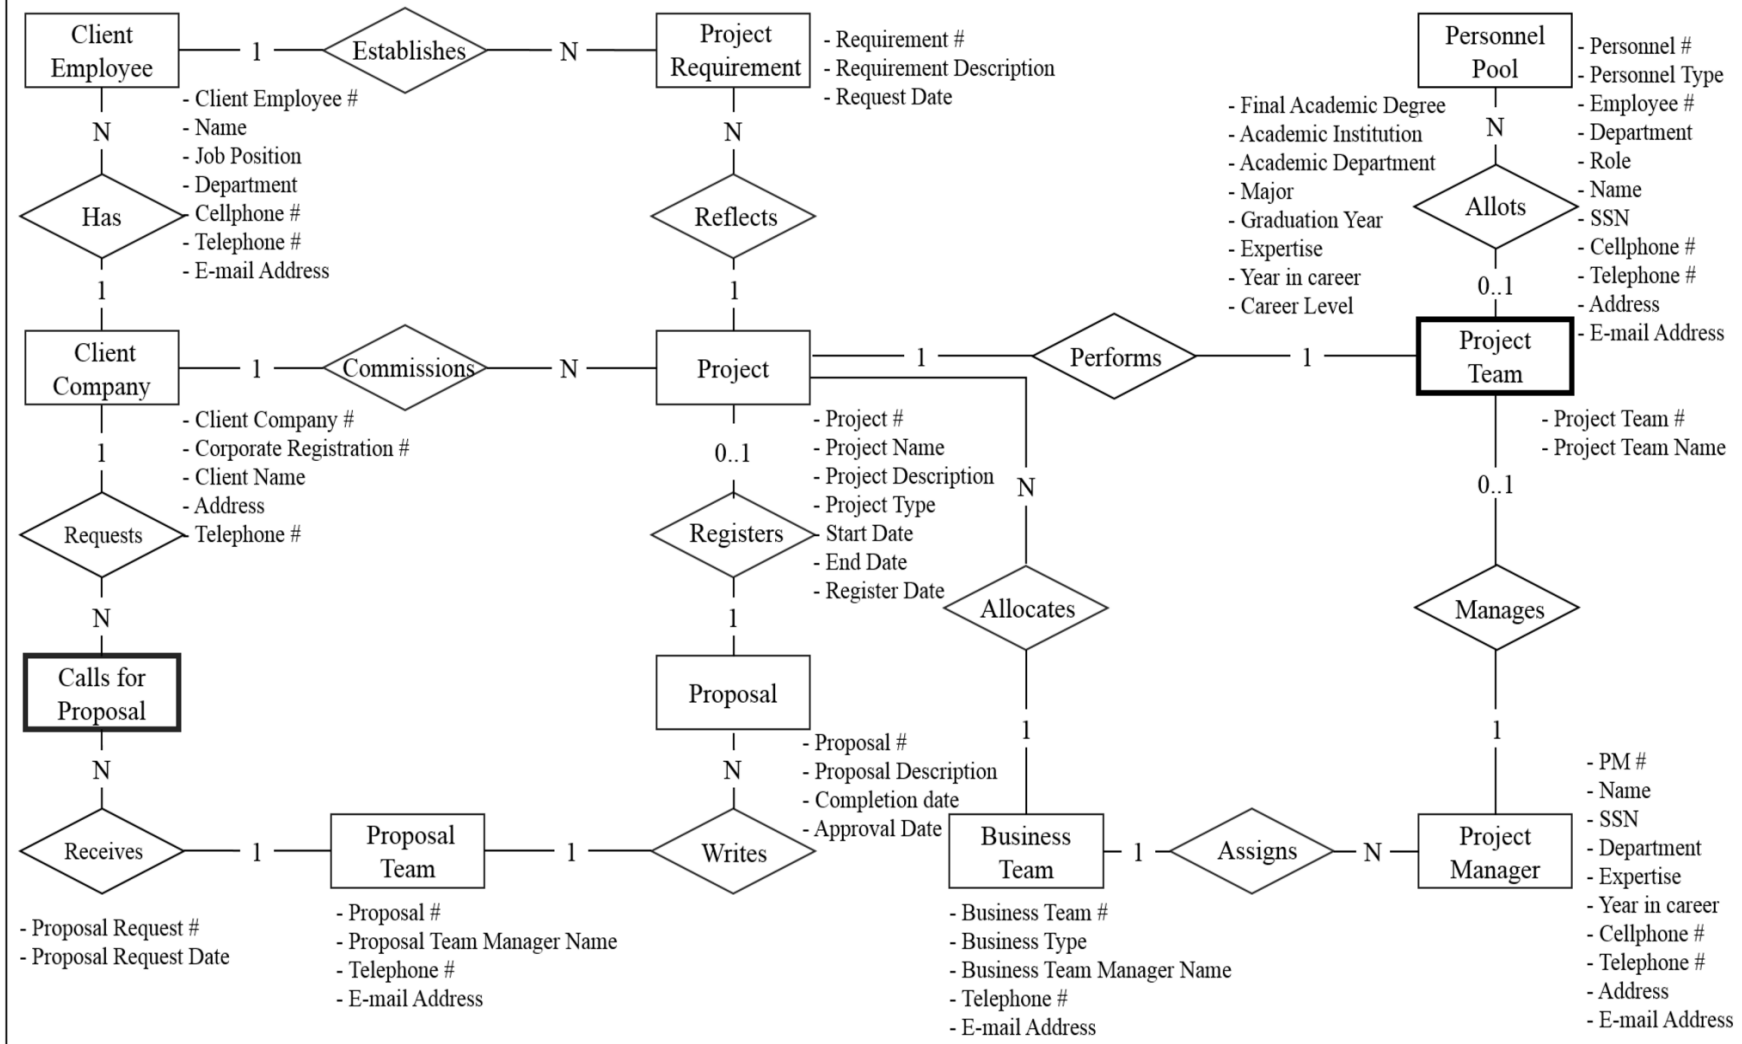 Client
Employee
1
Establishes
N
Project
Requirement
- Requirement #
- Requirement Description
- Request Date
Personnel
Pool
- Personnel #
- Personnel Type
- Employee #
- Department
- Role
- Name
- SSN
- Cellphone #
- Telephone #
- Address
- E-mail Address
- Final Academic Degree
- Academic Institution
- Academic Department
- Major
- Graduation Year
- Expertise
- Year in career
- Career Level
N
Allots
0..1
- Client Employee #
- Name
- Job Position
- Department
- Cellphone #
- Telephone #
- E-mail Address
N
Has
1
N
Reflects
1
Client
Company
1
Commissions
N
Project
1
Performs
1
Project
Team
- Project Team #
- Project Team Name
- Client Company #
- Corporate Registration #
- Client Name
- Address
- Telephone #
1
Requests
N
- Project #
- Project Name
- Project Description
- Project Type
- Start Date
- End Date
- Register Date
0..1
Registers
1
N
Allocates
1
0..1
Manages
1
Calls for
Proposal
Proposal
- Proposal #
- Proposal Description
- Completion date
- Approval Date
N
Receives
1
Proposal
Team
1
N
Writes
Business
Team
1
Assigns
N
Project
Manager
- PM #
- Name
- SSN
- Department
- Expertise
- Year in career
- Cellphone #
- Telephone #
- Address
- E-mail Address
- Proposal Request #
- Proposal Request Date
- Proposal #
- Proposal Team Manager Name
- Telephone #
- E-mail Address
- Business Team #
- Business Type
- Business Team Manager Name
- Telephone #
- E-mail Address